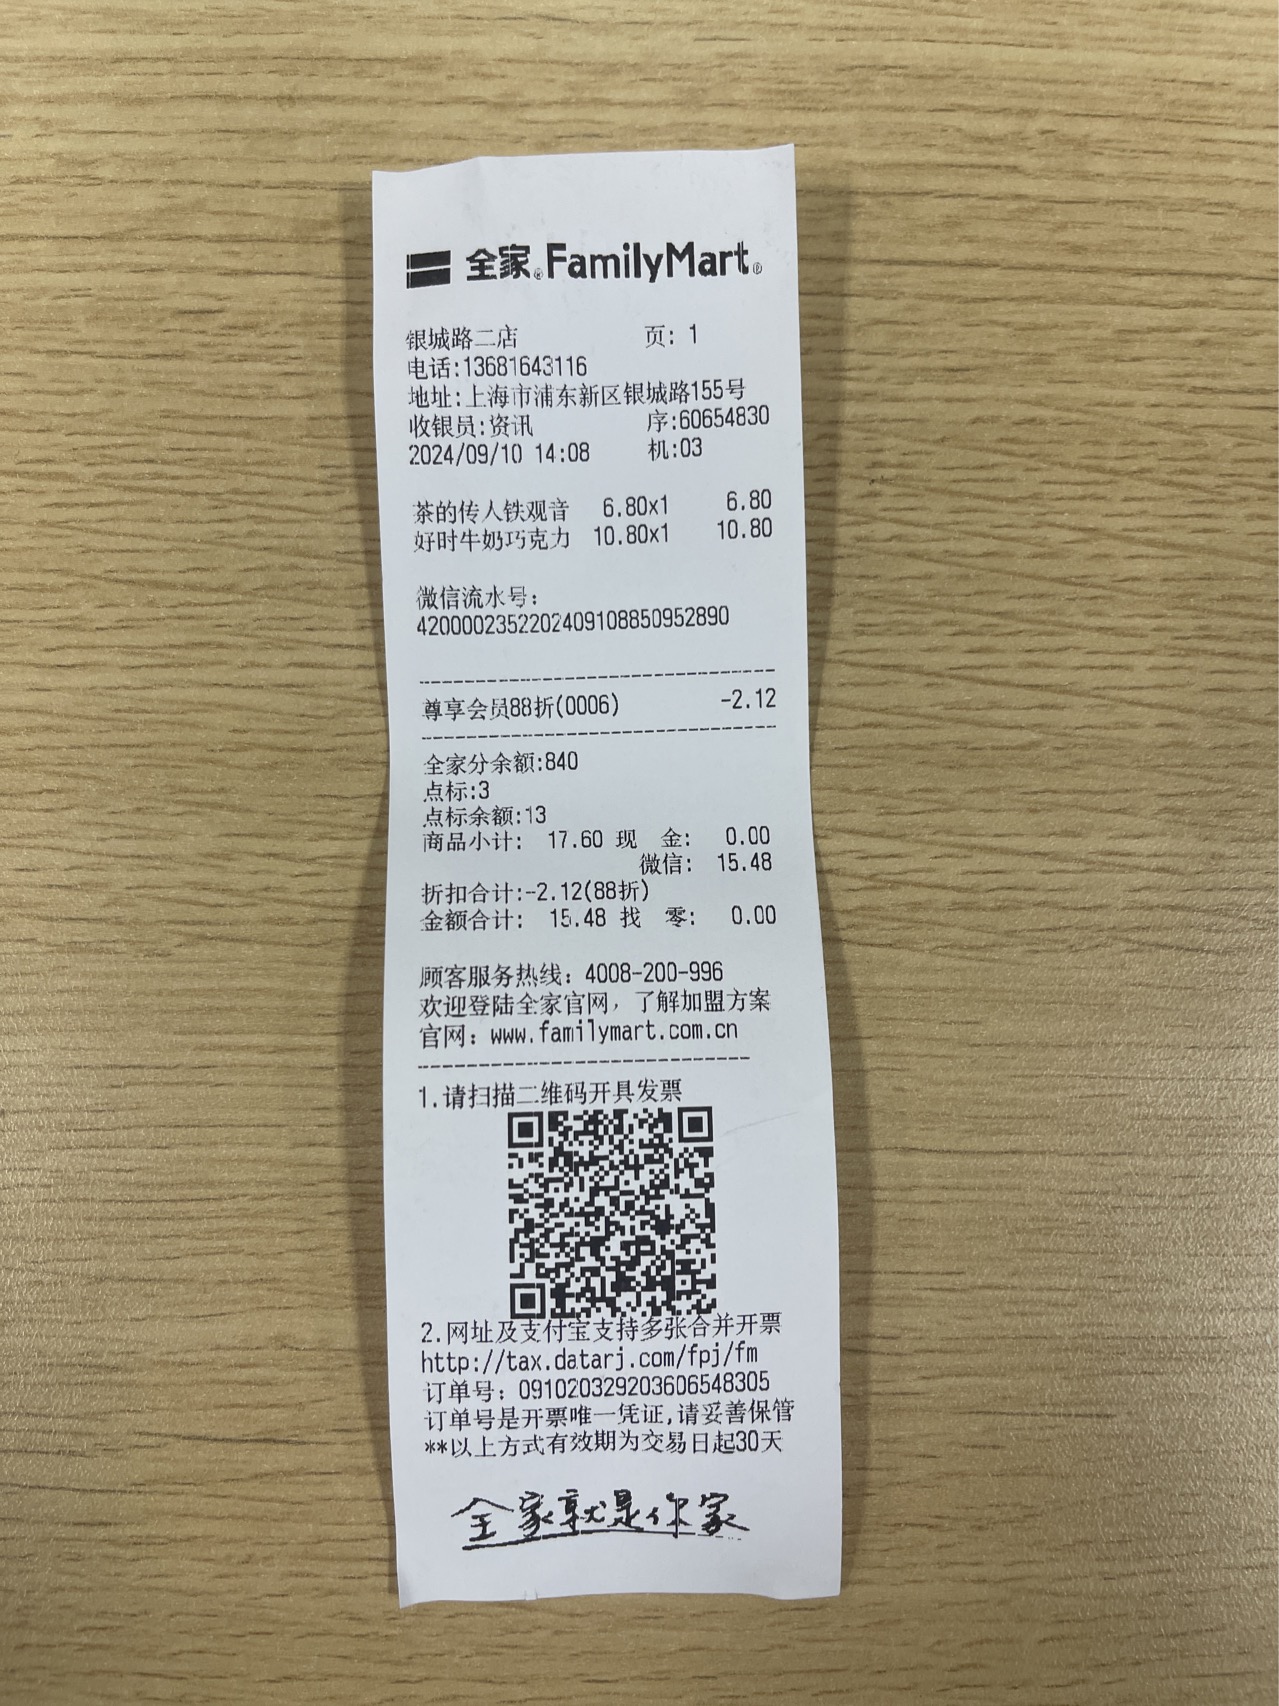 全家® FamilyMart®
银城路二店 页: 1
电话:13681643116
地址:上海市浦东新区银城路155号
收银员:资讯 序:60654830
2024/09/10 14:08 机:03
茶的传人铁观音 6.80x1 6.80
好时牛奶巧克力 10.80x1 10.80
微信流水号:
4200002352202409108850952890
尊享会员88折(0006) -2.12
全家分余额:840
点标:3
点标余额:13
商品小计: 17.60 现 金: 0.00
微信: 15.48
折扣合计:-2.12(88折)
金额合计: 15.48 找 零: 0.00
顾客服务热线: 4008-200-996
欢迎登陆全家官网，了解加盟方案
官网: www.familymart.com.cn
1.请扫描二维码开具发票
2.网址及支付宝支持多张合并开票
http://tax.datarj.com/fpj/fm
订单号: 0910203292036065483​05
订单号是开票唯一凭证,请妥善保管
**以上方式有效期为交易日起30天
全家就是你家